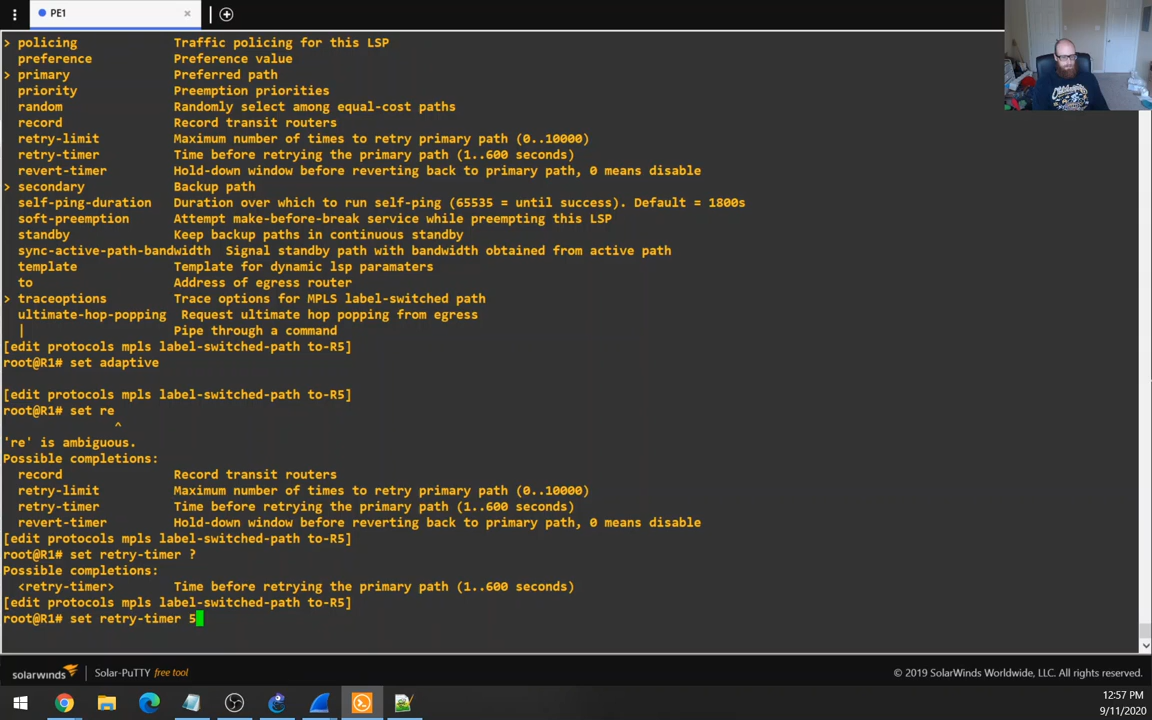 PE1
> policing Traffic policing for this LSP
preference Preference value
> primary Preferred path
priority Preemption priorities
random Randomly select among equal-cost paths
record Record transit routers
retry-limit Maximum number of times to retry primary path (0..10000)
retry-timer Time before retrying the primary path (1..600 seconds)
revert-timer Hold-down window before reverting back to primary path, 0 means disable
> secondary Backup path
self-ping-duration Duration over which to run self-ping (65535 = until success). Default = 1800s
soft-preemption Attempt make-before-break service while preempting this LSP
standby Keep backup paths in continuous standby
sync-active-path-bandwidth Signal standby path with bandwidth obtained from active path
template Template for dynamic lsp paramaters
to Address of egress router
> traceoptions Trace options for MPLS label-switched path
ultimate-hop-popping Request ultimate hop popping from egress
| Pipe through a command
[edit protocols mpls label-switched-path to-R5]
root@R1# set adaptive
[edit protocols mpls label-switched-path to-R5]
root@R1# set re
^
're' is ambiguous.
Possible completions:
record Record transit routers
retry-limit Maximum number of times to retry primary path (0..10000)
retry-timer Time before retrying the primary path (1..600 seconds)
revert-timer Hold-down window before reverting back to primary path, 0 means disable
[edit protocols mpls label-switched-path to-R5]
root@R1# set retry-timer ?
Possible completions:
<retry-timer> Time before retrying the primary path (1..600 seconds)
[edit protocols mpls label-switched-path to-R5]
root@R1# set retry-timer 5
solarwinds Solar-PuTTY free tool © 2019 SolarWinds Worldwide, LLC. All rights reserved.
12:57 PM
9/11/2020